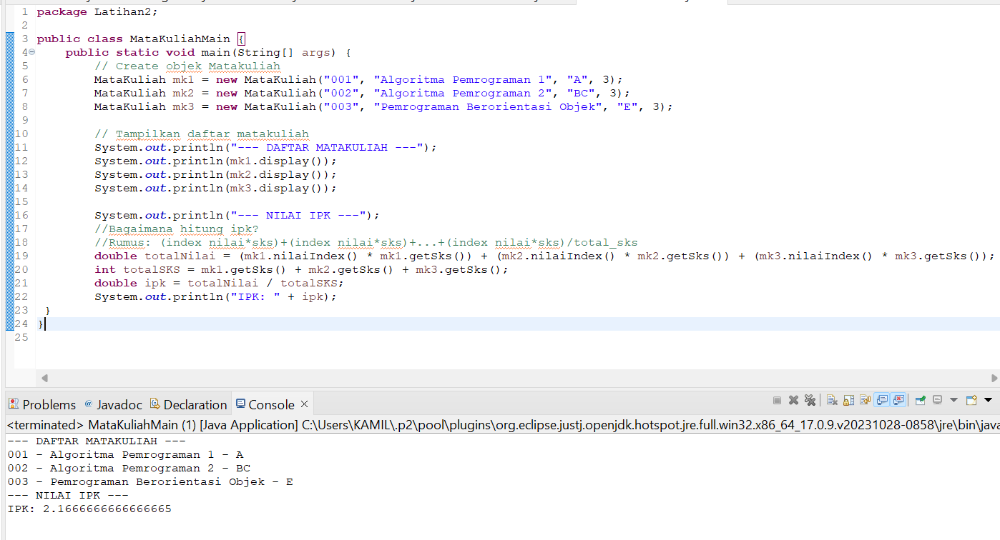 1 package Latihan2;
2
3 public class MataKuliahMain {
4 public static void main(String[] args) {
5 // Create objek Matakuliah
6 MataKuliah mk1 = new MataKuliah("001", "Algoritma Pemrograman 1", "A", 3);
7 MataKuliah mk2 = new MataKuliah("002", "Algoritma Pemrograman 2", "BC", 3);
8 MataKuliah mk3 = new MataKuliah("003", "Pemrograman Berorientasi Objek", "E", 3);
9
10 // Tampilkan daftar matakuliah
11 System.out.println("--- DAFTAR MATAKULIAH ---");
12 System.out.println(mk1.display());
13 System.out.println(mk2.display());
14 System.out.println(mk3.display());
15
16 System.out.println("--- NILAI IPK ---");
17 //Bagaimana hitung ipk?
18 //Rumus: (index nilai*sks)+(index nilai*sks)+...+(index nilai*sks)/total_sks
19 double totalNilai = (mk1.nilaiIndex() * mk1.getSks()) + (mk2.nilaiIndex() * mk2.getSks()) + (mk3.nilaiIndex() * mk3.getSks());
20 int totalSKS = mk1.getSks() + mk2.getSks() + mk3.getSks();
21 double ipk = totalNilai / totalSKS;
22 System.out.println("IPK: " + ipk);
23 }
24 }
25
Problems @ Javadoc Declaration Console
<terminated> MataKuliahMain (1) [Java Application] C:\Users\KAMIL\.p2\pool\plugins\org.eclipse.justj.openjdk.hotspot.jre.full.win32.x86_64_17.0.9.v20231028-0858\jre\bin\java
--- DAFTAR MATAKULIAH ---
001 - Algoritma Pemrograman 1 - A
002 - Algoritma Pemrograman 2 - BC
003 - Pemrograman Berorientasi Objek - E
--- NILAI IPK ---
IPK: 2.1666666666666665